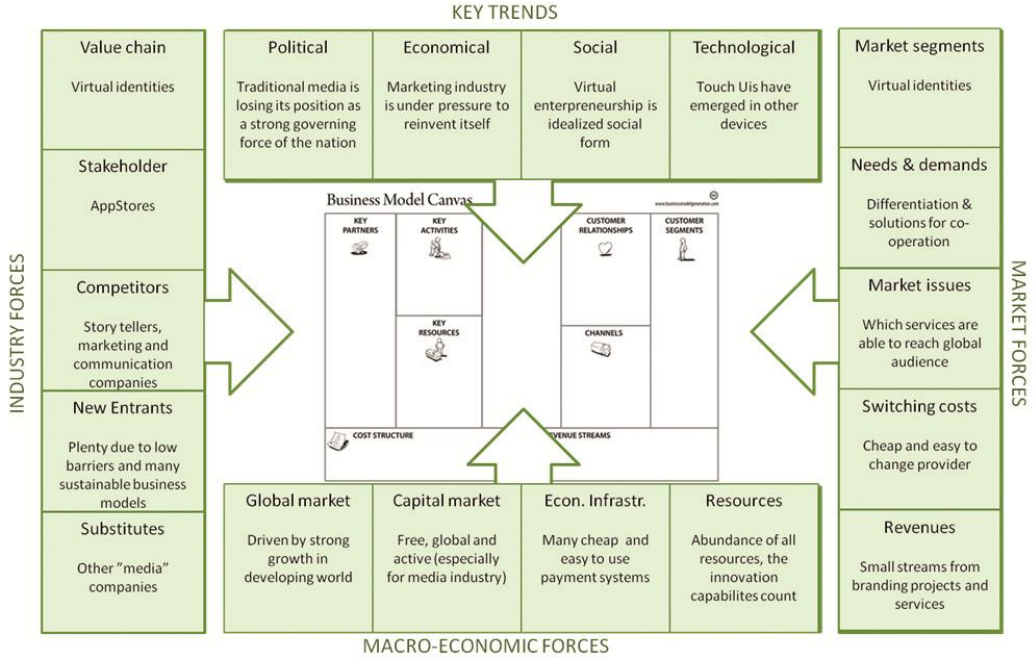 KEY TRENDS
Value chain
Virtual identities
Stakeholder
AppStores
Competitors
Story tellers,
marketing and
communication
companies
New Entrants
Plenty due to low
barriers and many
sustainable business
models
Substitutes
Other ”media”
companies
INDUSTRY FORCES
Political
Traditional media is
losing its position as
a strong governing
force of the nation
Economical
Marketing industry
is under pressure to
reinvent itself
Social
Virtual
enterpreneurship is
idealized social
form
Technological
Touch Uis have
emerged in other
devices
Business Model Canvas
www.businessmodelgeneration.com
KEY
PARTNERS
KEY
ACTIVITIES
KEY
RESOURCES
CUSTOMER
RELATIONSHIPS
CHANNELS
CUSTOMER
SEGMENTS
COST STRUCTURE
EVENUE STREAMS
Global market
Driven by strong
growth in
developing world
Capital market
Free, global and
active (especially
for media industry)
Econ. Infrastr.
Many cheap and
easy to use
payment systems
Resources
Abundance of all
resources, the
innovation
capabilites count
MACRO-ECONOMIC FORCES
Market segments
Virtual identities
Needs & demands
Differentiation &
solutions for co-
operation
Market issues
Which services are
able to reach global
audience
Switching costs
Cheap and easy to
change provider
Revenues
Small streams from
branding projects and
services
MARKET FORCES